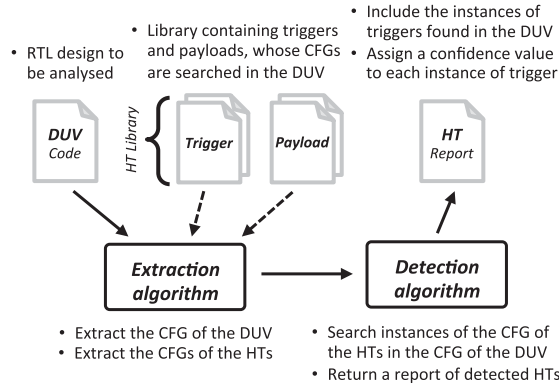 • RTL design to
be analysed
• Library containing triggers
and payloads, whose CFGs
are searched in the DUV
• Include the instances of
triggers found in the DUV
• Assign a confidence value
to each instance of trigger
DUV
Code
HT Library
Trigger
Payload
HT
Report
Extraction
algorithm
Detection
algorithm
• Extract the CFG of the DUV
• Extract the CFGs of the HTs
• Search instances of the CFG of
the HTs in the CFG of the DUV
• Return a report of detected HTs